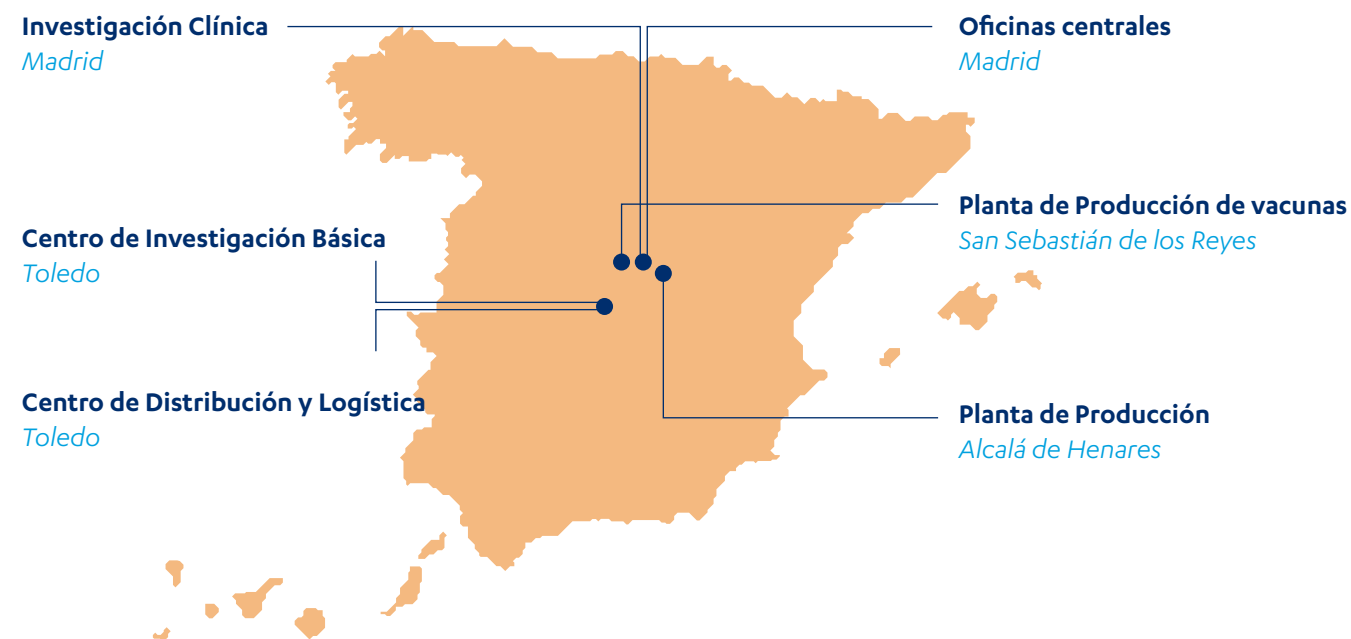 Investigación Clínica
Madrid
Oficinas centrales
Madrid
Centro de Investigación Básica
Toledo
Planta de Producción de vacunas
San Sebastián de los Reyes
Centro de Distribución y Logística
Toledo
Planta de Producción
Alcalá de Henares